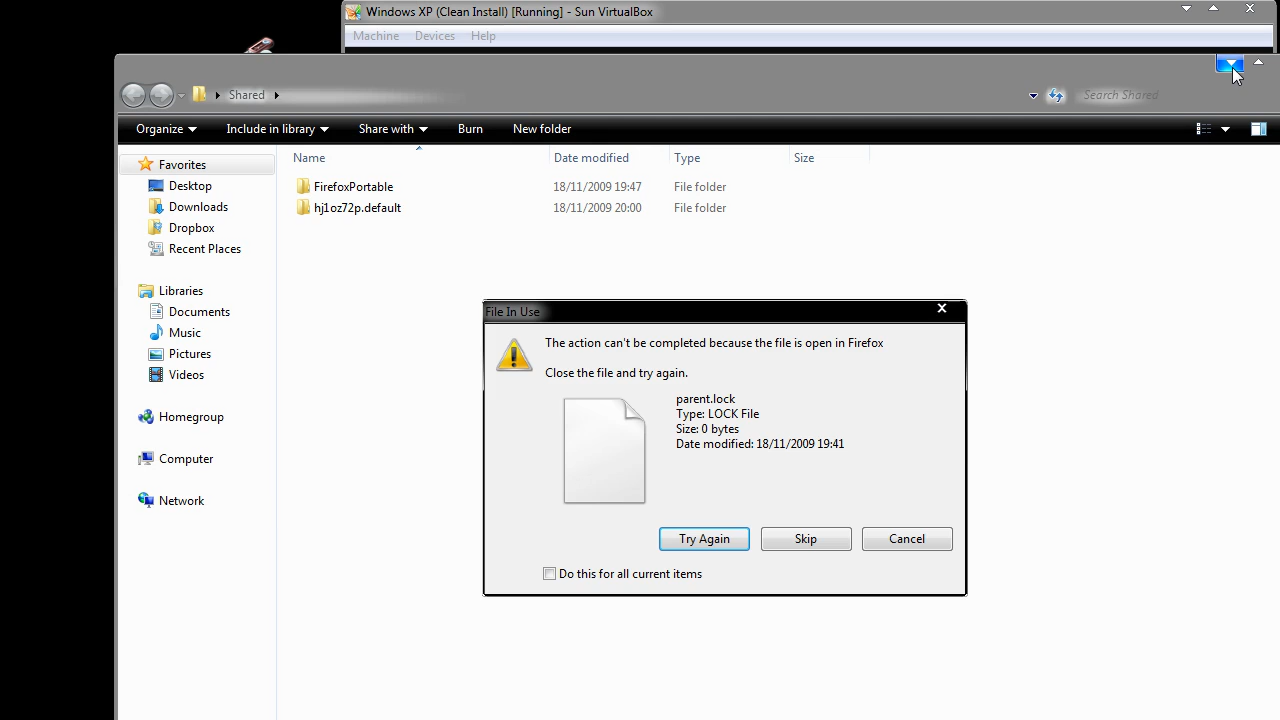 Windows XP (Clean Install) [Running] - Sun VirtualBox
Machine Devices Help
Shared
Search Shared
Organize Include in library Share with Burn New folder
Name Date modified Type Size
Favorites
Desktop
Downloads
Dropbox
Recent Places
Libraries
Documents
Music
Pictures
Videos
Homegroup
Computer
Network
FirefoxPortable 18/11/2009 19:47 File folder
hj1oz72p.default 18/11/2009 20:00 File folder
File In Use
The action can't be completed because the file is open in Firefox
Close the file and try again.
parent.lock
Type: LOCK File
Size: 0 bytes
Date modified: 18/11/2009 19:41
Try Again Skip Cancel
Do this for all current items